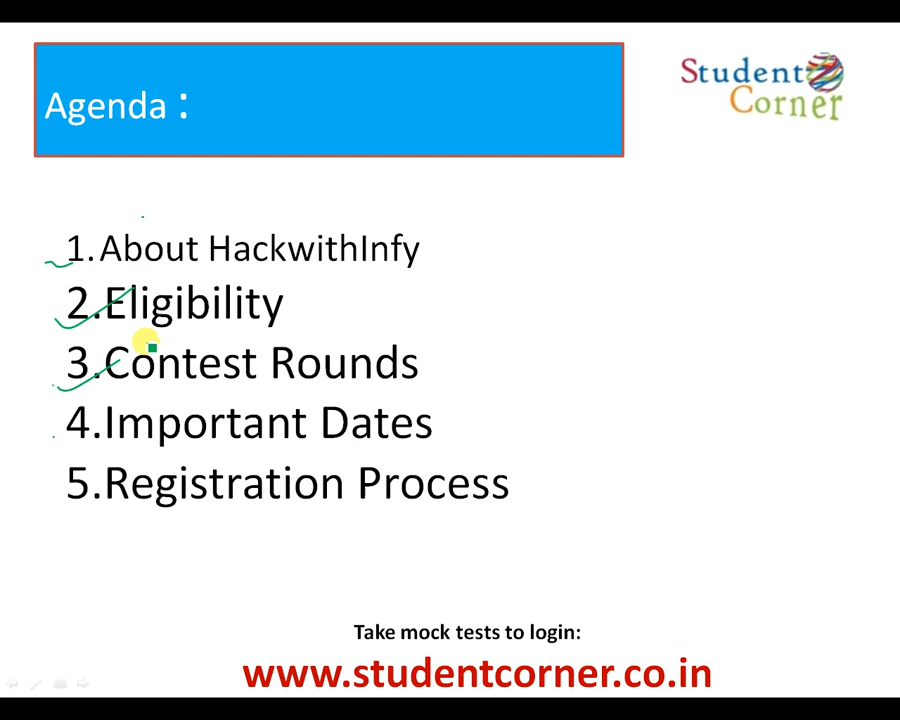 Agenda :
Student
Corner
1. About HackwithInfy
2.Eligibility
3.Contest Rounds
4.Important Dates
5.Registration Process
Take mock tests to login:
www.studentcorner.co.in